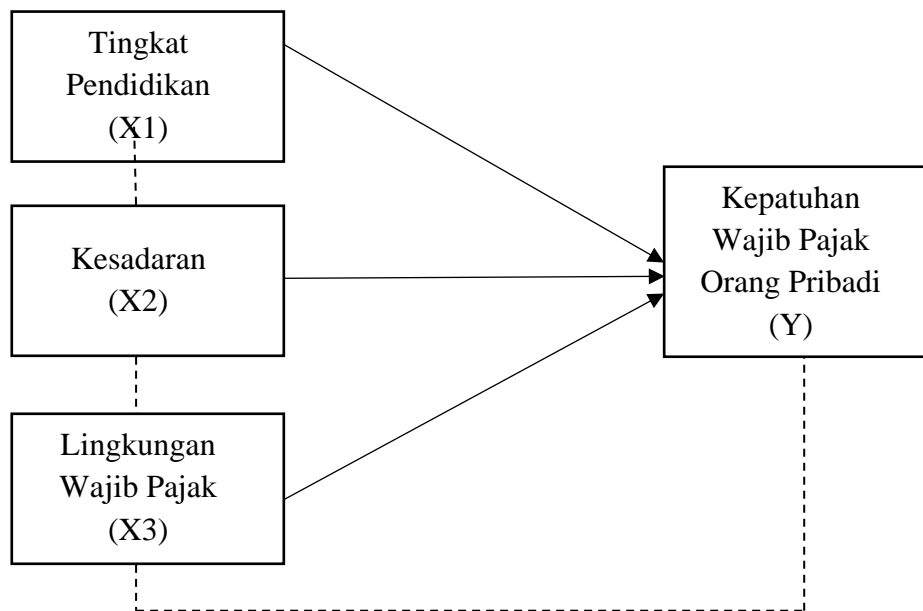 Tingkat
Pendidikan
(X1)
Kesadaran
(X2)
Lingkungan
Wajib Pajak
(X3)
Kepatuhan
Wajib Pajak
Orang Pribadi
(Y)